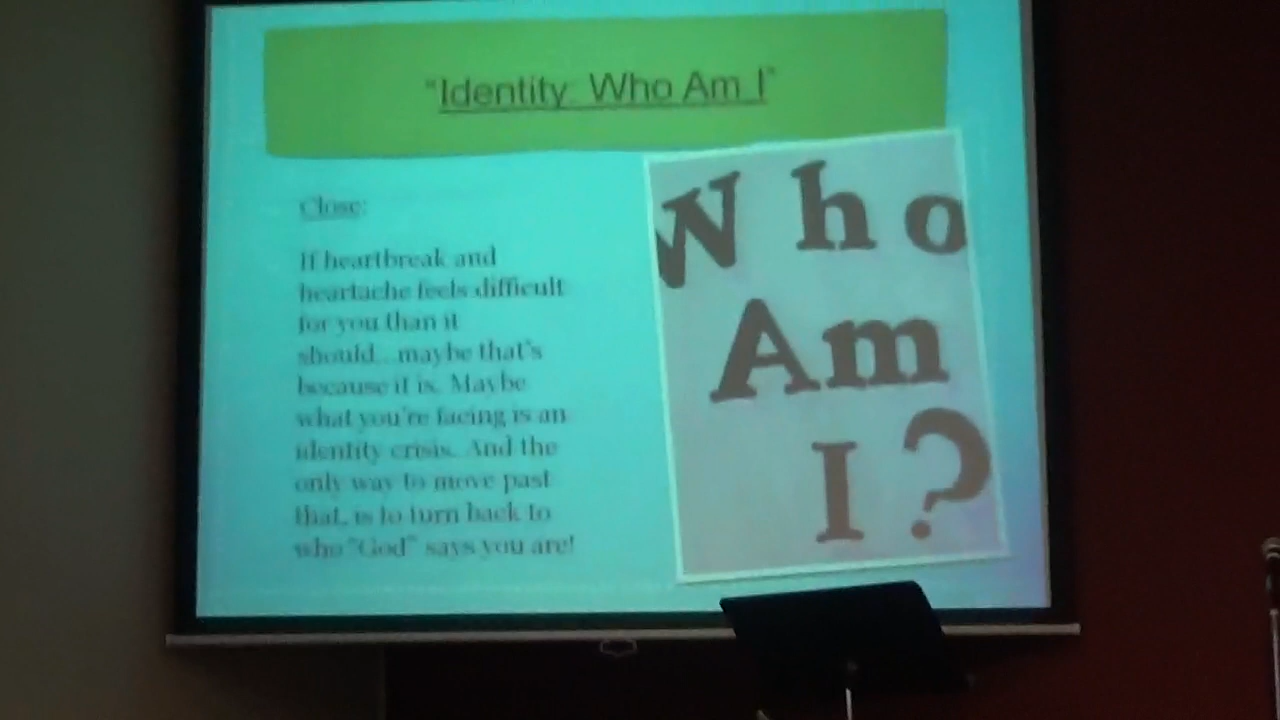 "Identity: Who Am I"
Close:
If heartbreak and
heartache feels difficult
for you than it
should...maybe that's
because it is. Maybe
what you're facing is an
identity crisis. And the
only way to move past
that, is to turn back to
who "God" says you are!
Who
Am
I?